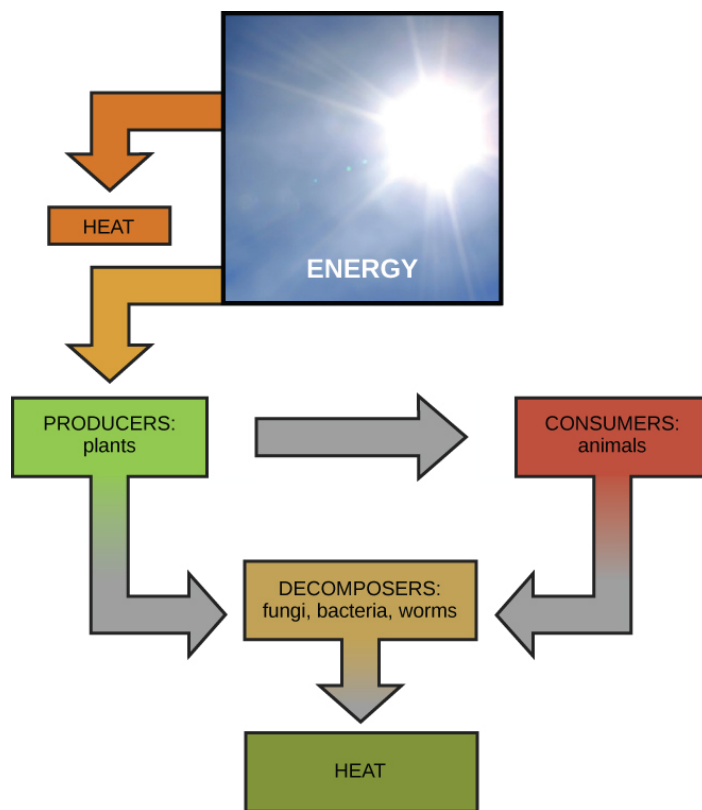 ENERGY
HEAT
PRODUCERS:
plants
CONSUMERS:
animals
DECOMPOSERS:
fungi, bacteria, worms
HEAT